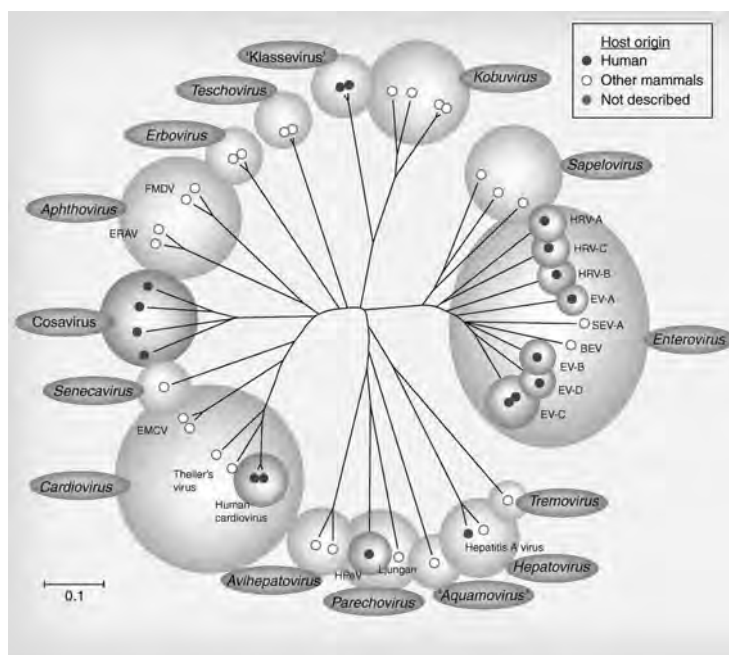 Host origin
Human
Other mammals
Not described
'Klassevirus'
Kobuvirus
Teschovirus
Erbovirus
Sapelovirus
FMDV
Aphthovirus
ERAV
HRV-A
HRV-C
HRV-B
EV-A
Cosavirus
SEV-A
Enterovirus
BEV
EV-B
EV-D
EV-C
Senecavirus
EMCV
Theiler's
virus
Cardiovirus
Human
cardiovirus
Tremovirus
Hepatitis A virus
Hepatovirus
HPeV
Ljungan
Avihepatovirus
'Aquamovirus'
Parechovirus
0.1